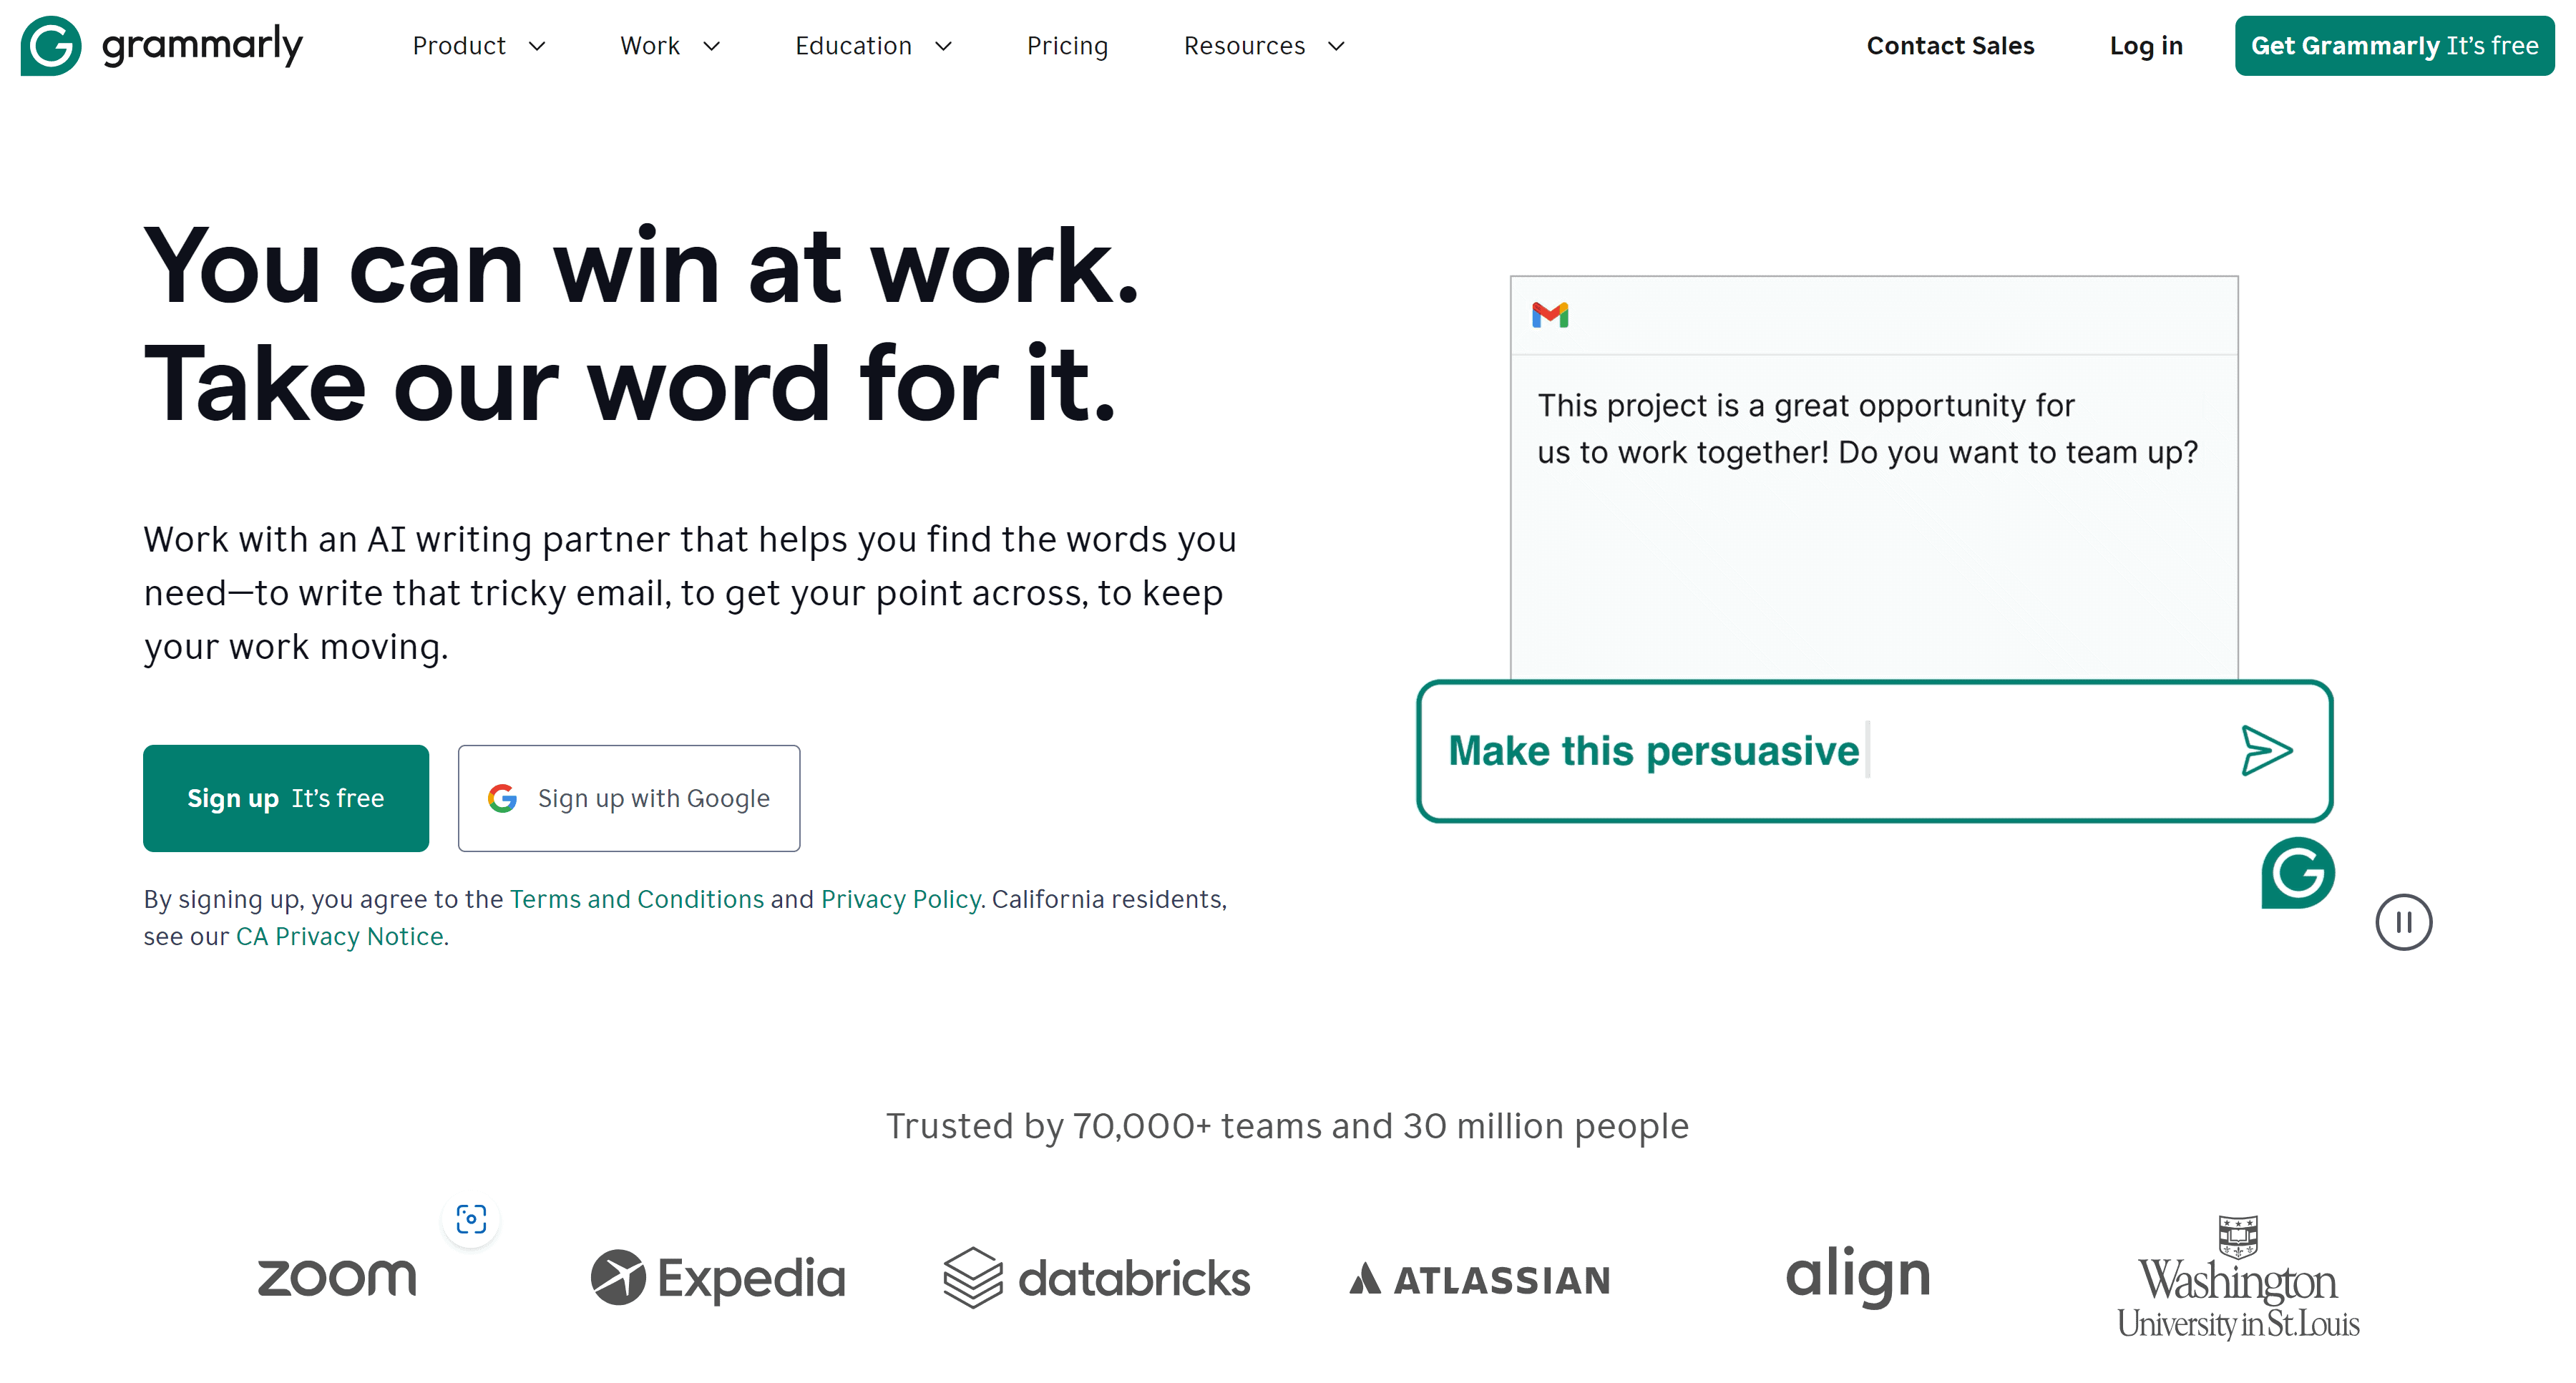 grammarly
Product
Work
Education
Pricing
Resources
Contact Sales
Log in
Get Grammarly It’s free
You can win at work.
Take our word for it.
Work with an AI writing partner that helps you find the words you
need—to write that tricky email, to get your point across, to keep
your work moving.
Sign up It’s free
Sign up with Google
By signing up, you agree to the Terms and Conditions and Privacy Policy. California residents,
see our CA Privacy Notice.
This project is a great opportunity for
us to work together! Do you want to team up?
Make this persuasive
Trusted by 70,000+ teams and 30 million people
zoom
Expedia
databricks
ATLASSIAN
align
Washington
University in St. Louis